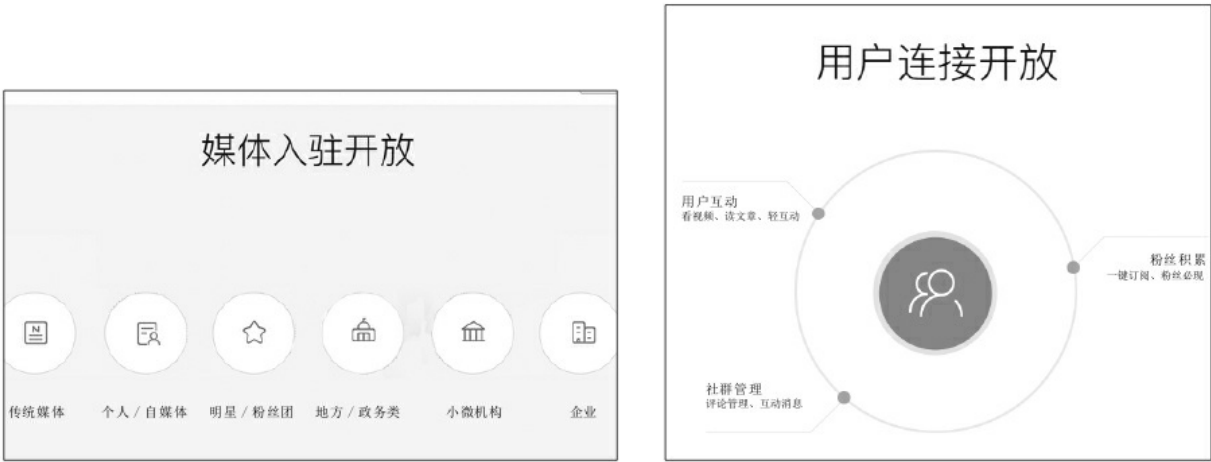 媒体入驻开放
传统媒体
个人/自媒体
明星/粉丝团
地方/政务类
小微机构
企业
用户连接开放
用户互动
看视频、读文章、轻互动
粉丝积累
一键订阅、粉丝必现
社群管理
评论管理、互动消息